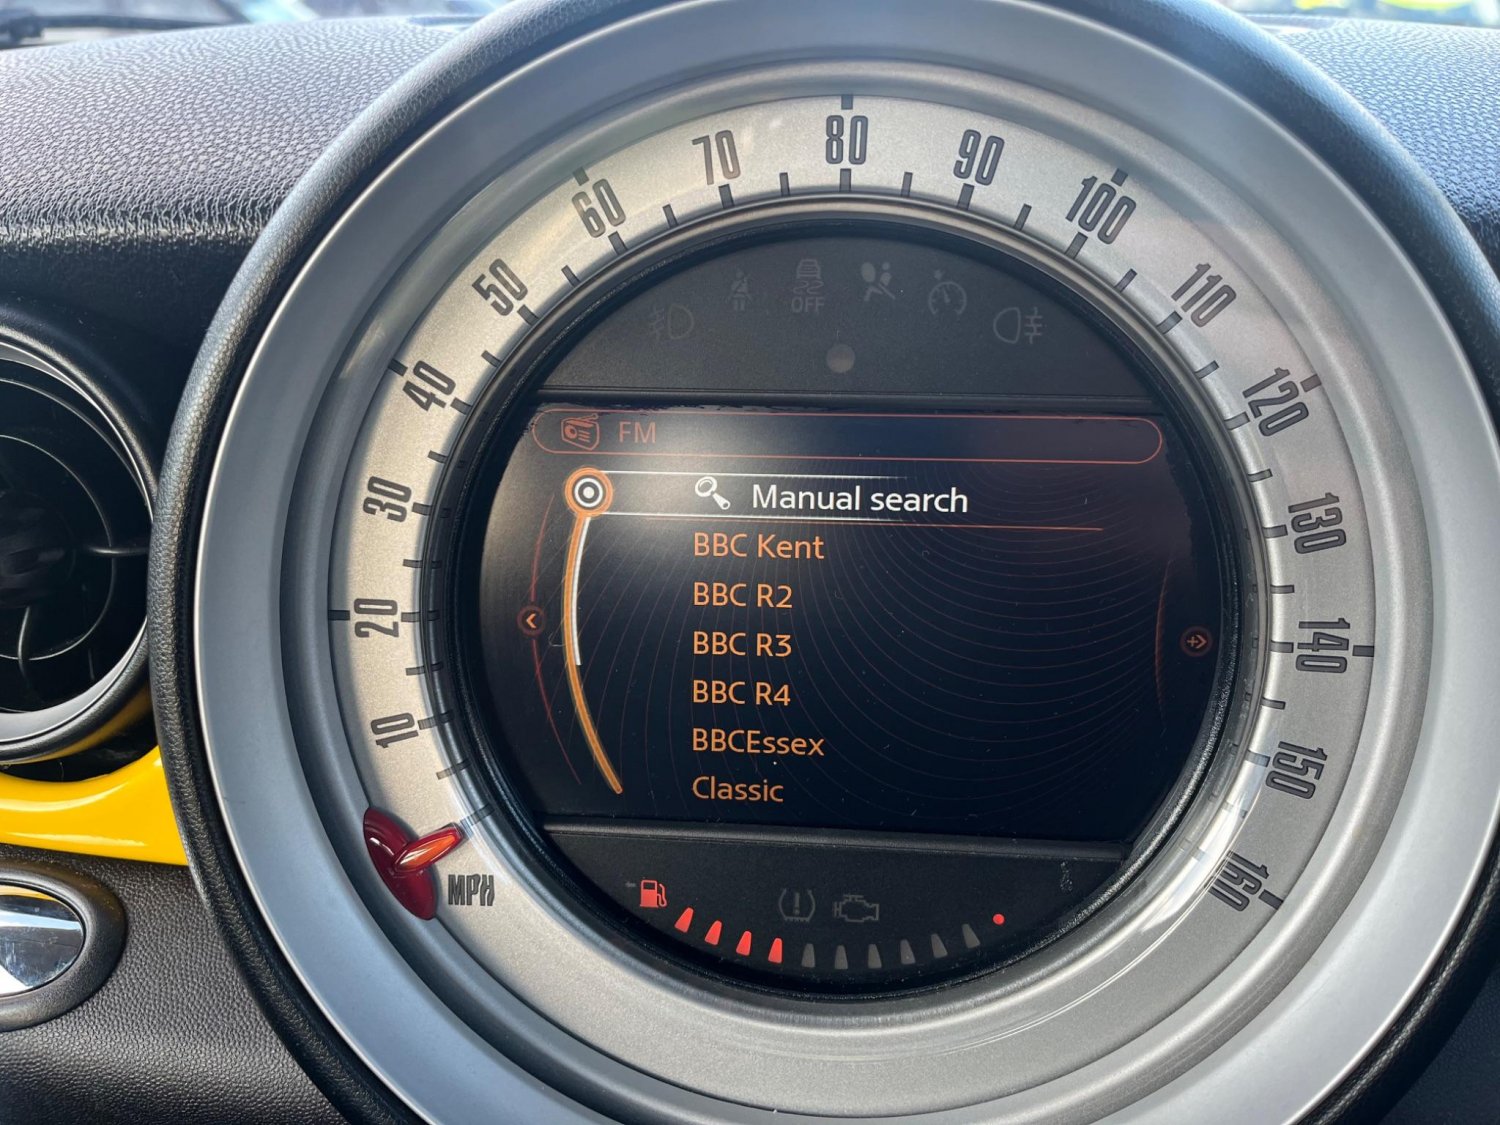 10
20
30
40
50
60
70
80
90
100
110
120
130
140
150
160
MPH
OFF
FM
Manual search
BBC Kent
BBC R2
BBC R3
BBC R4
BBCEssex
Classic